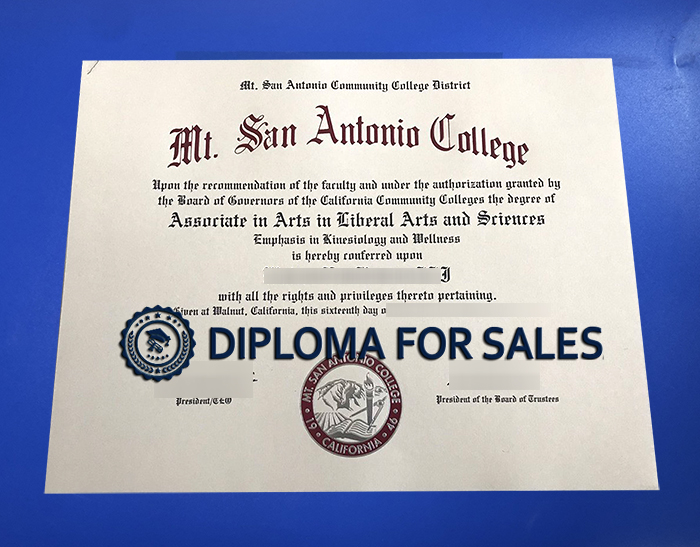 Mt. San Antonio Community College District
Mt. San Antonio College
Upon the recommendation of the faculty and under the authorization granted by
the Board of Governors of the California Community Colleges the degree of
Associate in Arts in Liberal Arts and Sciences
Emphasis in Kinesiology and Wellness
is hereby conferred upon
with all the rights and privileges thereto pertaining.
Given at Walnut, California, this sixteenth day o
DIPLOMA FOR SALES
MT. SAN ANTONIO COLLEGE
19 46
CALIFORNIA
President/CEO
President of the Board of Trustees